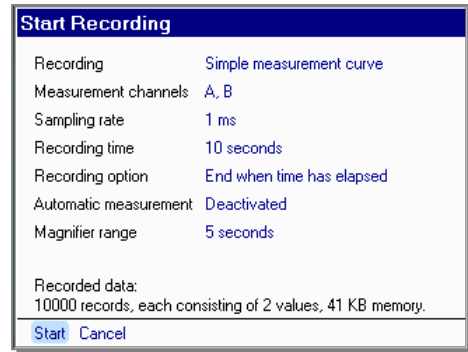 Start Recording
Recording Simple measurement curve
Measurement channels A, B
Sampling rate 1 ms
Recording time 10 seconds
Recording option End when time has elapsed
Automatic measurement Deactivated
Magnifier range 5 seconds
Recorded data:
10000 records, each consisting of 2 values, 41 KB memory.
Start Cancel